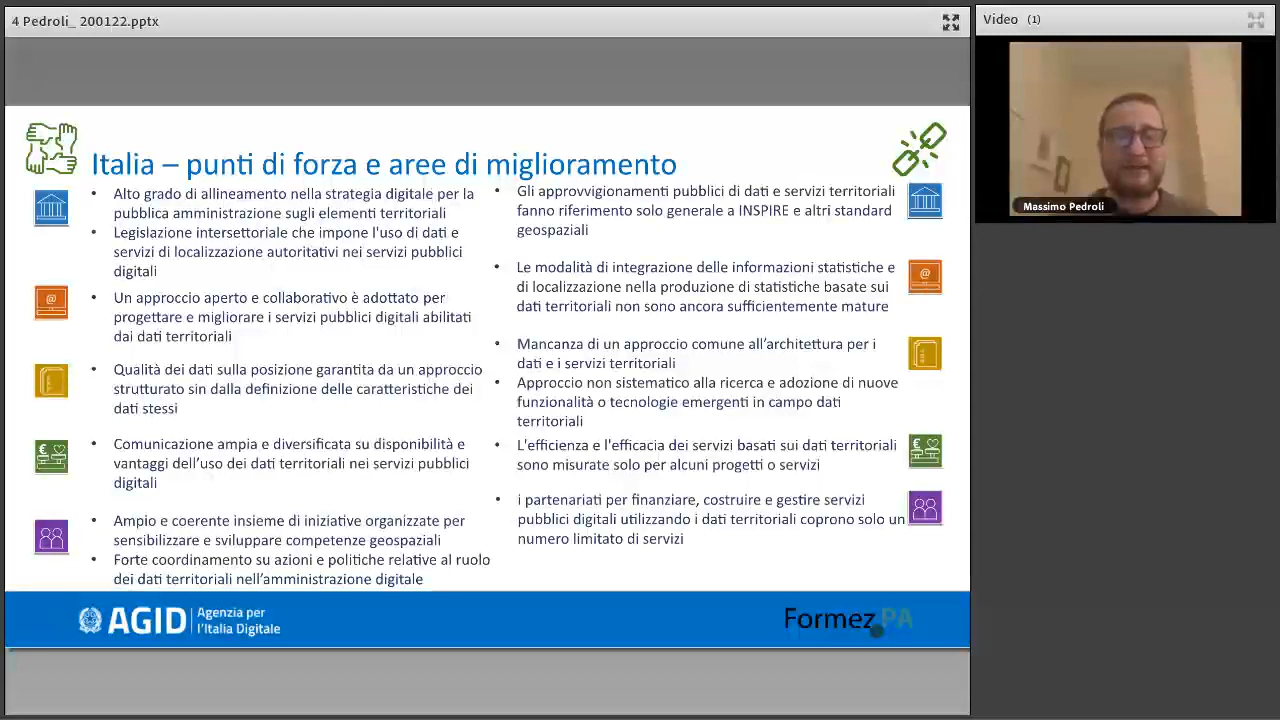 4 Pedroli_ 200122.pptx
Video (1)
Massimo Pedroli
Italia – punti di forza e aree di miglioramento
• Alto grado di allineamento nella strategia digitale per la
pubblica amministrazione sugli elementi territoriali
• Legislazione intersettoriale che impone l'uso di dati e
servizi di localizzazione autoritativi nei servizi pubblici
digitali
• Un approccio aperto e collaborativo è adottato per
progettare e migliorare i servizi pubblici digitali abilitati
dai dati territoriali
• Qualità dei dati sulla posizione garantita da un approccio
strutturato sin dalla definizione delle caratteristiche dei
dati stessi
• Comunicazione ampia e diversificata su disponibilità e
vantaggi dell’uso dei dati territoriali nei servizi pubblici
digitali
• Ampio e coerente insieme di iniziative organizzate per
sensibilizzare e sviluppare competenze geospaziali
• Forte coordinamento su azioni e politiche relative al ruolo
dei dati territoriali nell’amministrazione digitale
• Gli approvvigionamenti pubblici di dati e servizi territoriali
fanno riferimento solo generale a INSPIRE e altri standard
geospaziali
• Le modalità di integrazione delle informazioni statistiche e
di localizzazione nella produzione di statistiche basate sui
dati territoriali non sono ancora sufficientemente mature
• Mancanza di un approccio comune all’architettura per i
dati e i servizi territoriali
• Approccio non sistematico alla ricerca e adozione di nuove
funzionalità o tecnologie emergenti in campo dati
territoriali
• L'efficienza e l'efficacia dei servizi basati sui dati territoriali
sono misurate solo per alcuni progetti o servizi
• i partenariati per finanziare, costruire e gestire servizi
pubblici digitali utilizzando i dati territoriali coprono solo un
numero limitato di servizi
AGID
Agenzia per
l’Italia Digitale
Formez PA